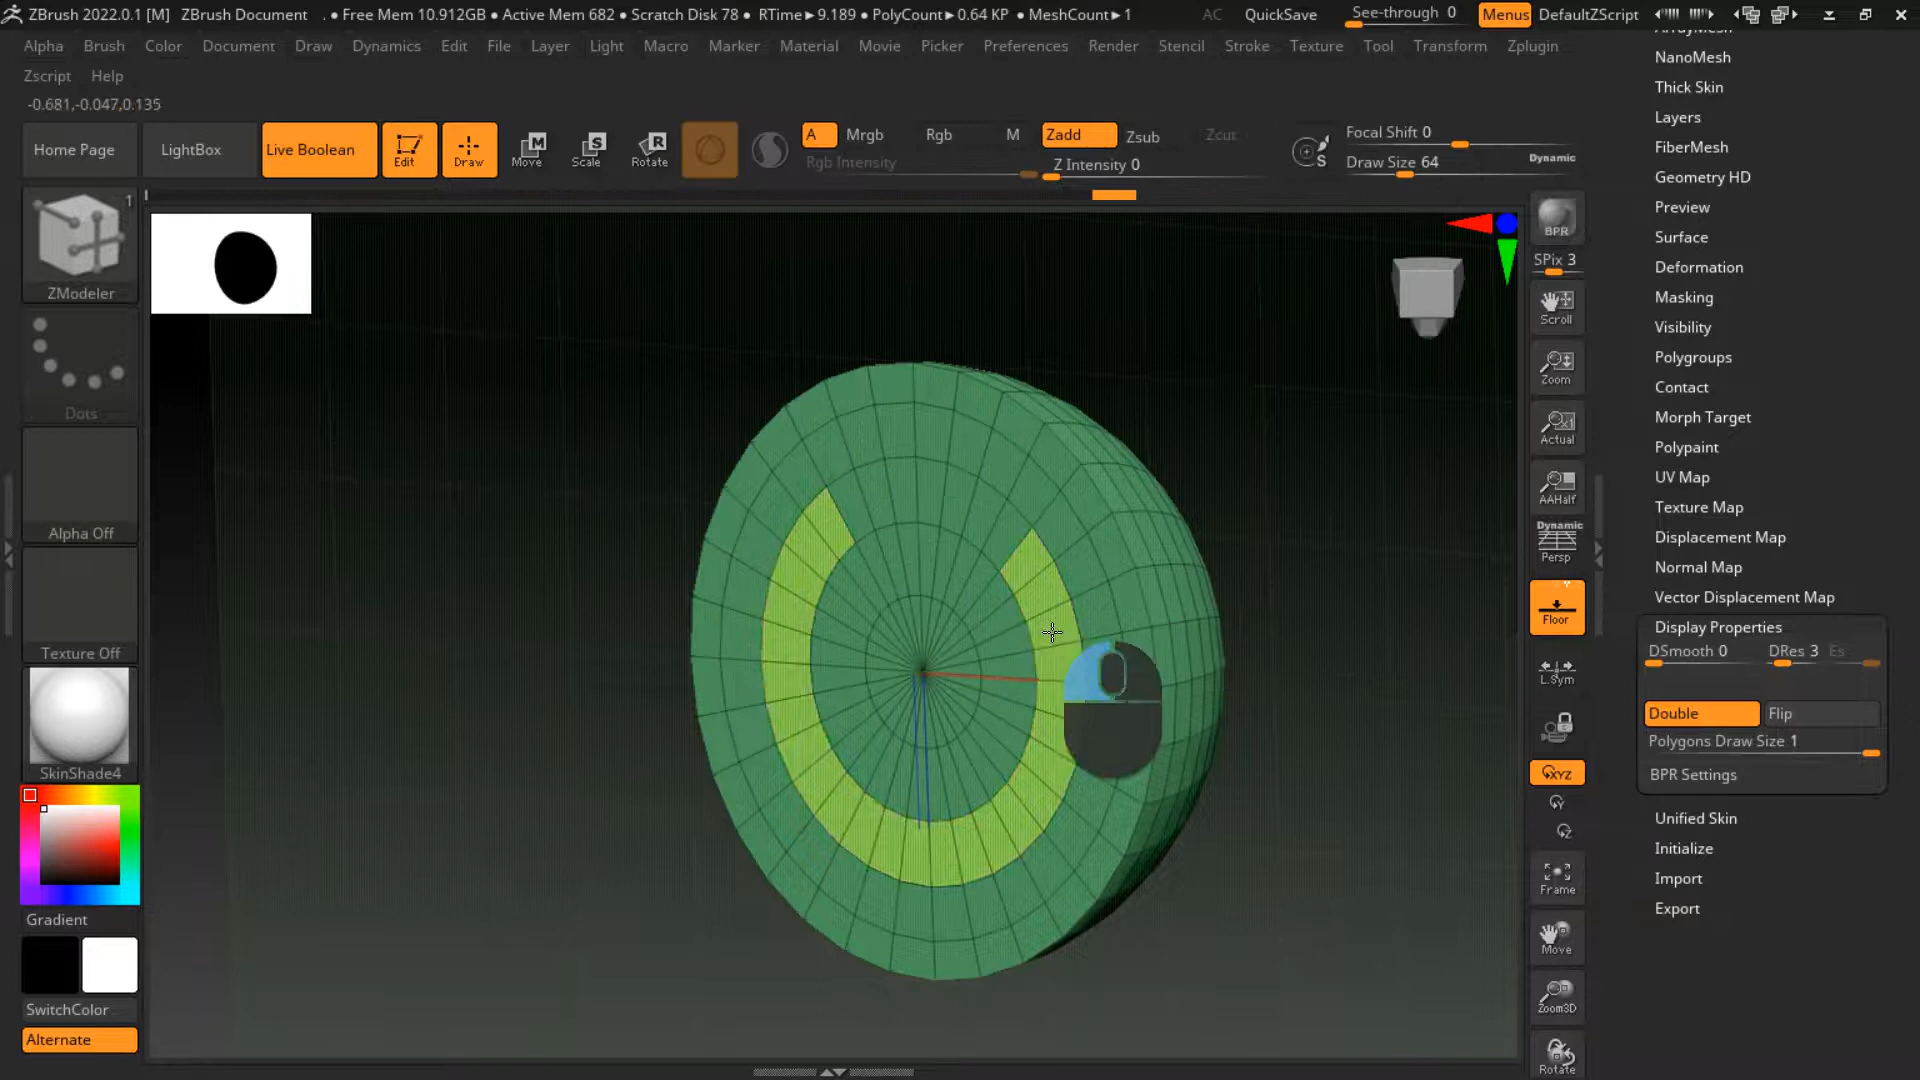 ZBrush 2022.0.1 [M] ZBrush Document . • Free Mem 10.912GB • Active Mem 682 • Scratch Disk 78 • RTime►9.189 • PolyCount►0.64 KP • MeshCount►1 AC QuickSave See-through 0 Menus DefaultZScript
Alpha Brush Color Document Draw Dynamics Edit File Layer Light Macro Marker Material Movie Picker Preferences Render Stencil Stroke Texture Tool Transform Zplugin
Zscript Help
-0.681,-0.047,0.135
Home Page LightBox Live Boolean Edit Draw Move Scale Rotate
A Mrgb Rgb M Zadd Zsub Zcut
Rgb Intensity Z Intensity 0
S Focal Shift 0
Draw Size 64 Dynamic
1
ZModeler
Dots
Alpha Off
Texture Off
SkinShade4
Gradient
SwitchColor
Alternate
BPR
SPix 3
Scroll
Zoom
Actual
AAHalf
Dynamic
Persp
Floor
L.Sym
XYZ
Y
Z
Frame
Move
Zoom3D
Rotate
ArrayMesh
NanoMesh
Thick Skin
Layers
FiberMesh
Geometry HD
Preview
Surface
Deformation
Masking
Visibility
Polygroups
Contact
Morph Target
Polypaint
UV Map
Texture Map
Displacement Map
Normal Map
Vector Displacement Map
Display Properties
DSmooth 0 DRes 3 Es
Double Flip
Polygons Draw Size 1
BPR Settings
Unified Skin
Initialize
Import
Export